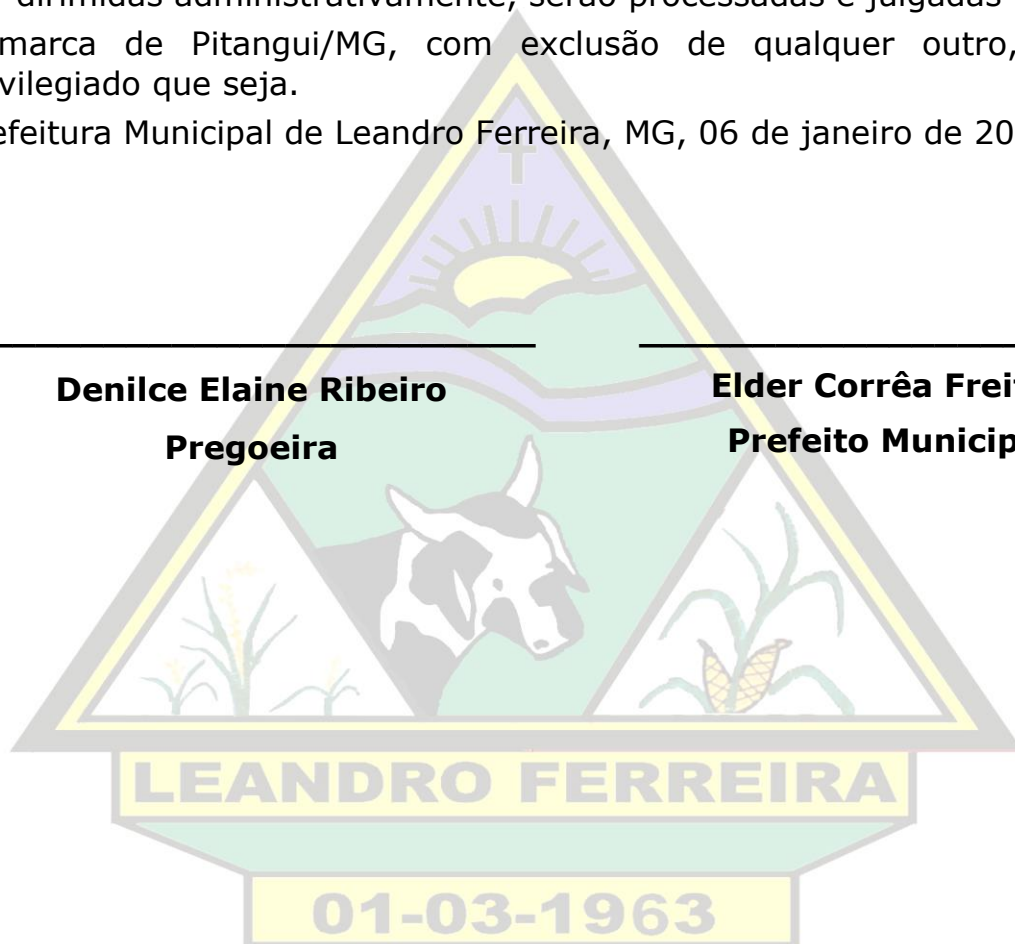 dirimidas administrativamente, serão processadas e julgadas
marca de Pitangui/MG, com exclusão de qualquer outro,
vilegiado que seja.
efeitura Municipal de Leandro Ferreira, MG, 06 de janeiro de 20
Denilce Elaine Ribeiro
Elder Corrêa Frei
Pregoeira
Prefeito Municip
LEANDRO FERREIRA
01-03-1963